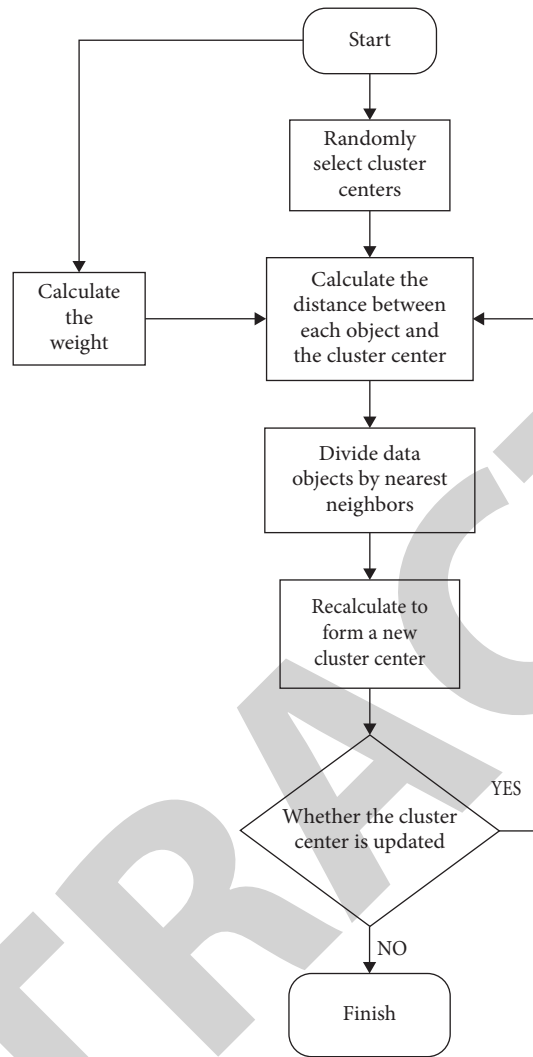 Start
Randomly
select cluster
centers
Calculate
the
weight
Calculate the
distance between
each object and
the cluster center
Divide data
objects by nearest
neighbors
Recalculate to
form a new
cluster center
Whether the cluster
center is updated
YES
NO
Finish
TRACT